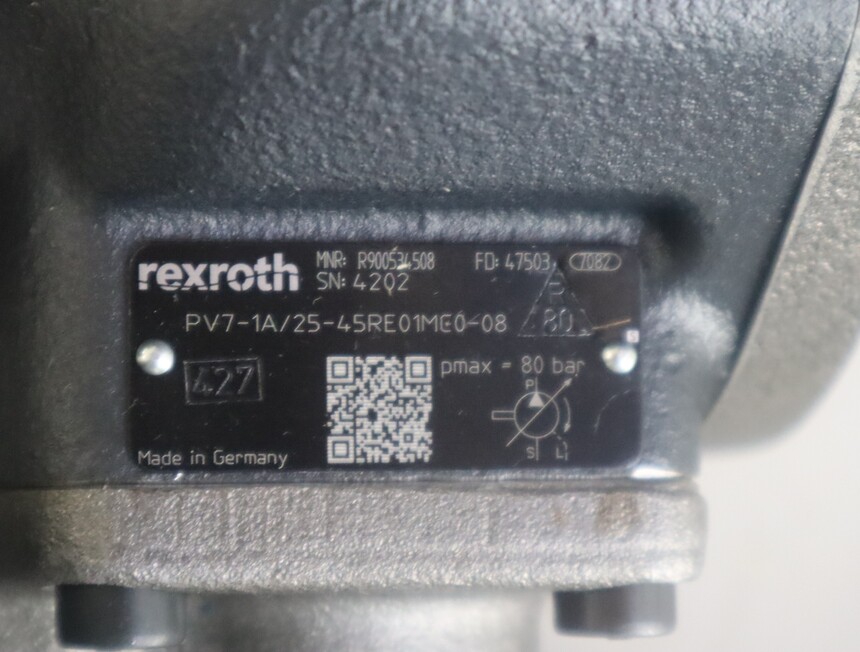 rexroth
MNR: R900534508 FD: 47503 7082
SN: 4202
P
80
PV7-1A/25-45RE01MC0-08
427
pmax = 80 bar
P
S L
Made in Germany